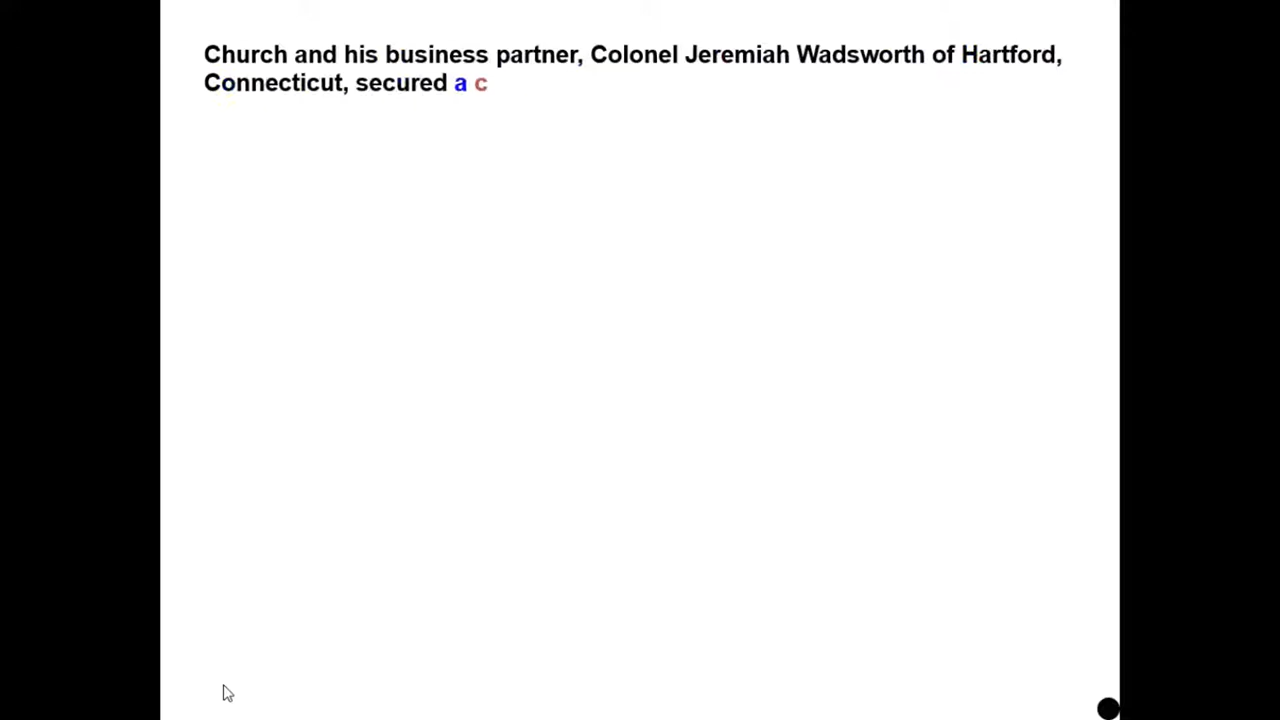 Church and his business partner, Colonel Jeremiah Wadsworth of Hartford,
Connecticut, secured a c